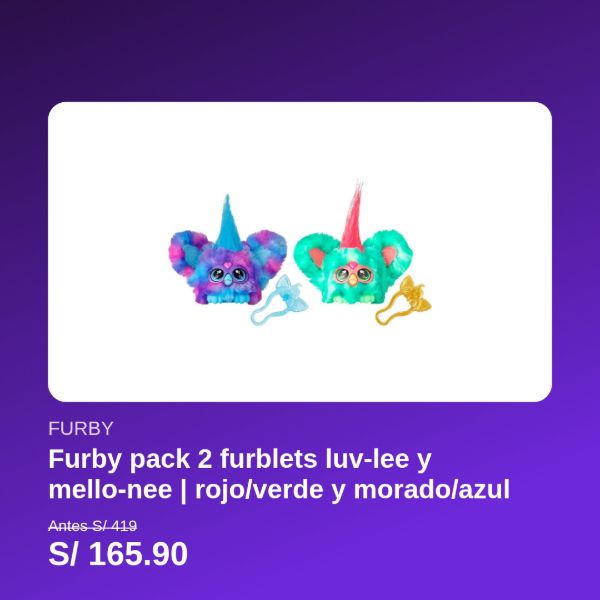 FURBY
Furby pack 2 furblets luv-lee y
mello-nee | rojo/verde y morado/azul
Antes S/ 419
S/ 165.90